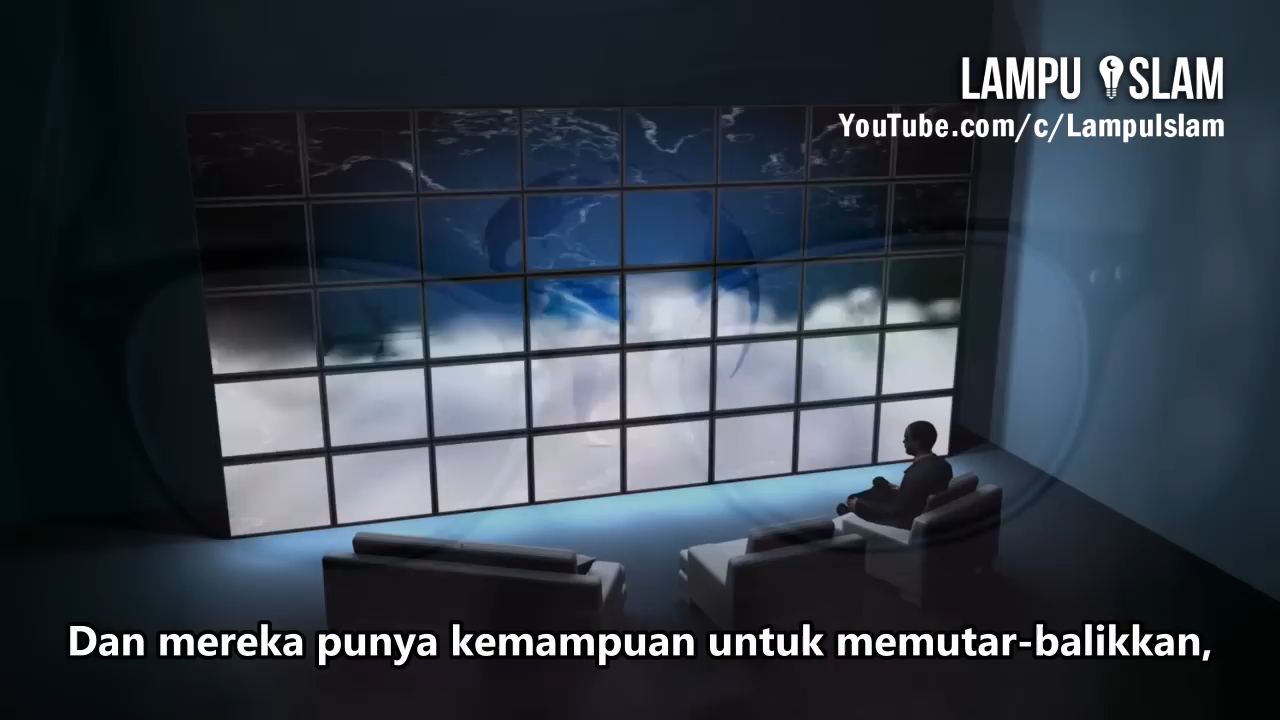 LAMPU ISLAM
YouTube.com/c/LampuIslam
Dan mereka punya kemampuan untuk memutar-balikkan,